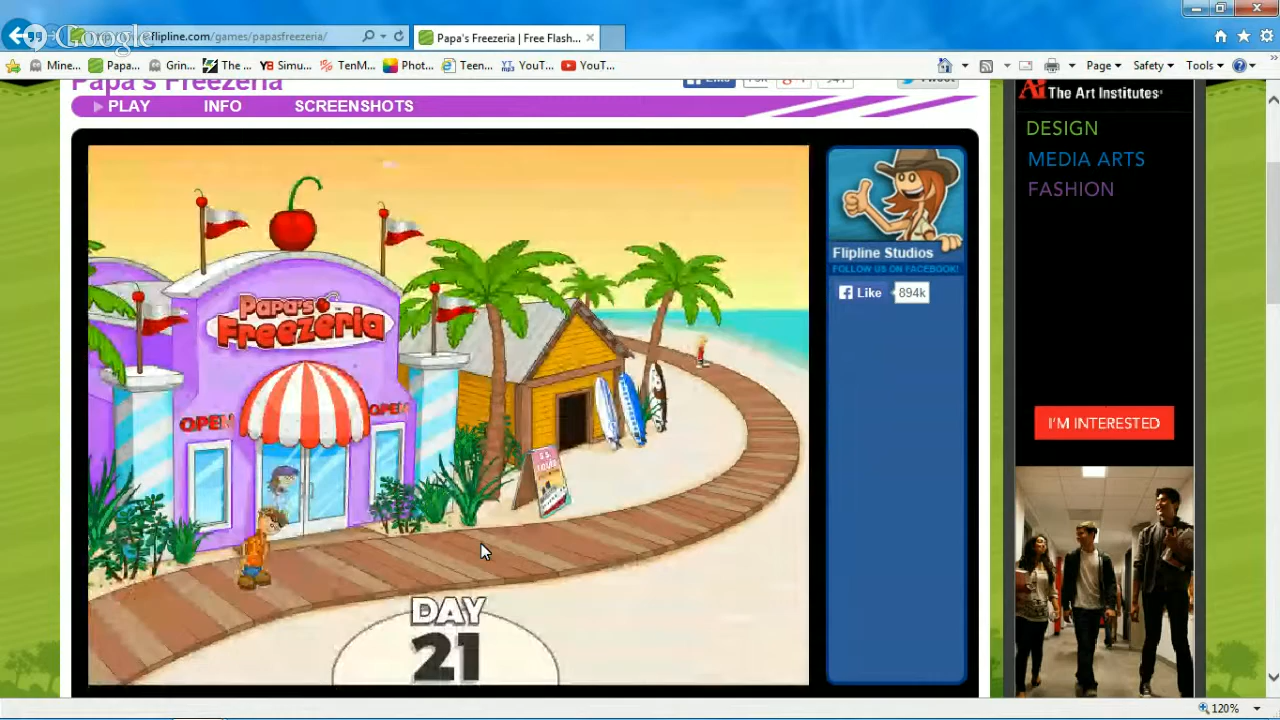 Google
flipline.com/games/papasfreezeria/
Papa's Freezeria | Free Flash...
Mine...
Papa...
Grin...
The ...
Simu...
TenM...
Phot...
Teen...
YouT...
YouT...
Page
Safety
Tools
Papa's Freezeria
PLAY
INFO
SCREENSHOTS
The Art Institutes
DESIGN
MEDIA ARTS
FASHION
I'M INTERESTED
Flipline Studios
FOLLOW US ON FACEBOOK!
Like
894k
PAPA'S
Freezeria
OPEN
OPEN
DAY
21
120%